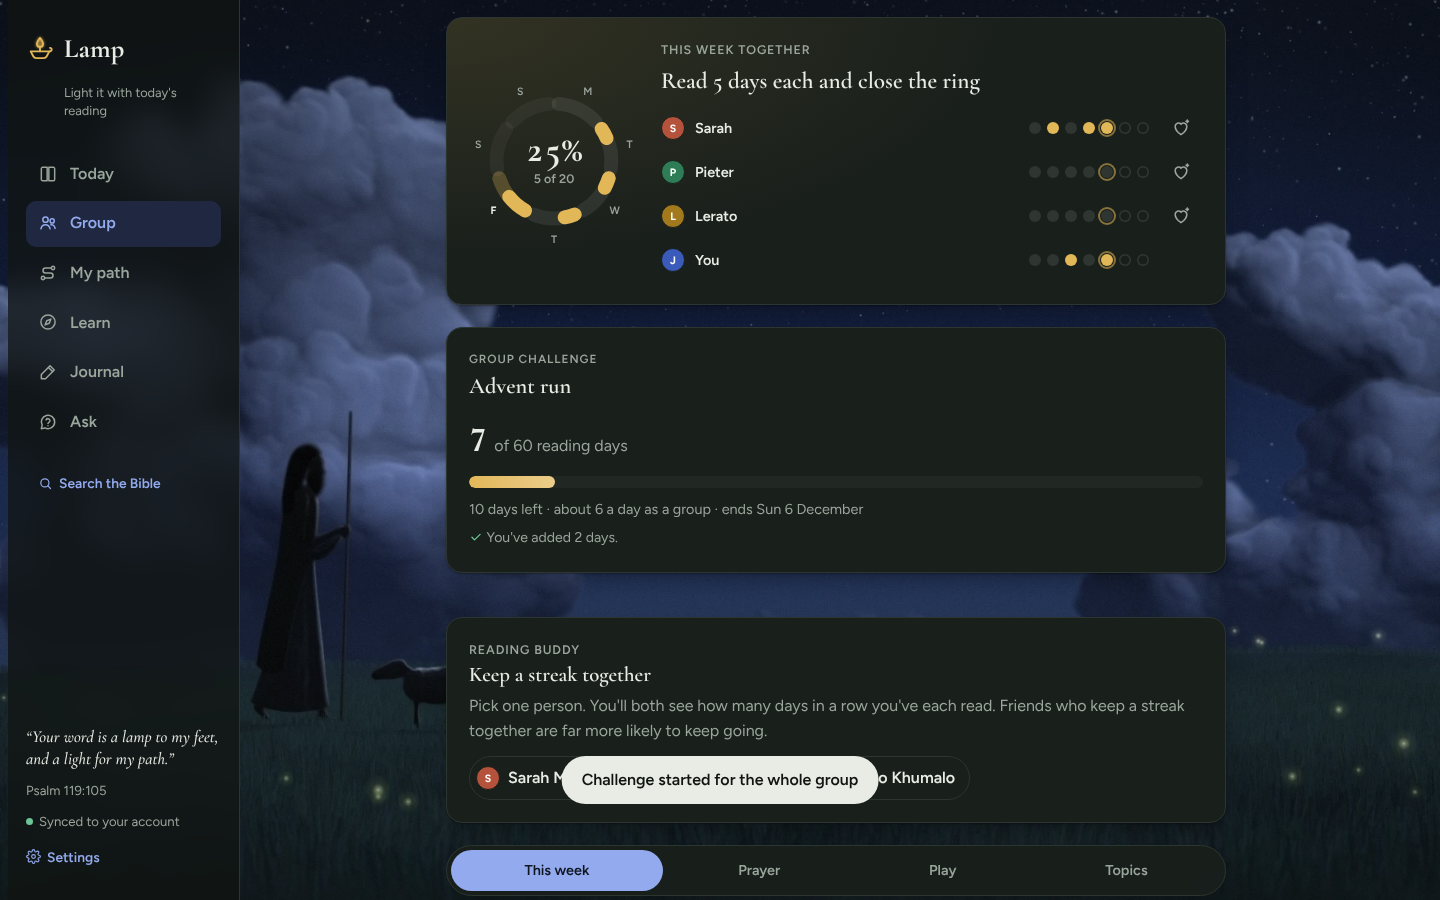 Lamp
Light it with today's
reading
Today
Group
My path
Learn
Journal
Ask
Search the Bible
“Your word is a lamp to my feet,
and a light for my path.”
Psalm 119:105
Synced to your account
Settings
THIS WEEK TOGETHER
Read 5 days each and close the ring
S M
S T
25%
5 of 20
F W
T
S Sarah
P Pieter
L Lerato
J You
GROUP CHALLENGE
Advent run
7 of 60 reading days
10 days left · about 6 a day as a group · ends Sun 6 December
You've added 2 days.
READING BUDDY
Keep a streak together
Pick one person. You'll both see how many days in a row you've each read. Friends who keep a streak
together are far more likely to keep going.
S Sarah
Challenge started for the whole group
Khumalo
This week Prayer Play Topics